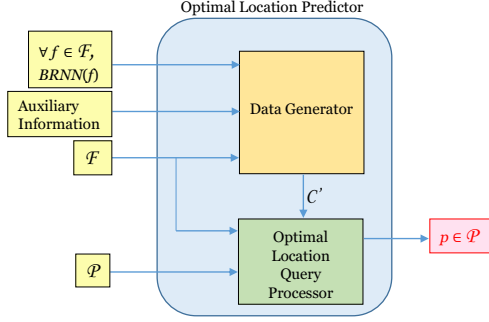 Optimal Location Predictor
∀ f ∈ ℱ,
BRNN(f)
Auxiliary
Information
ℱ
Data Generator
C'
𝒫
Optimal
Location
Query
Processor
p ∈ 𝒫